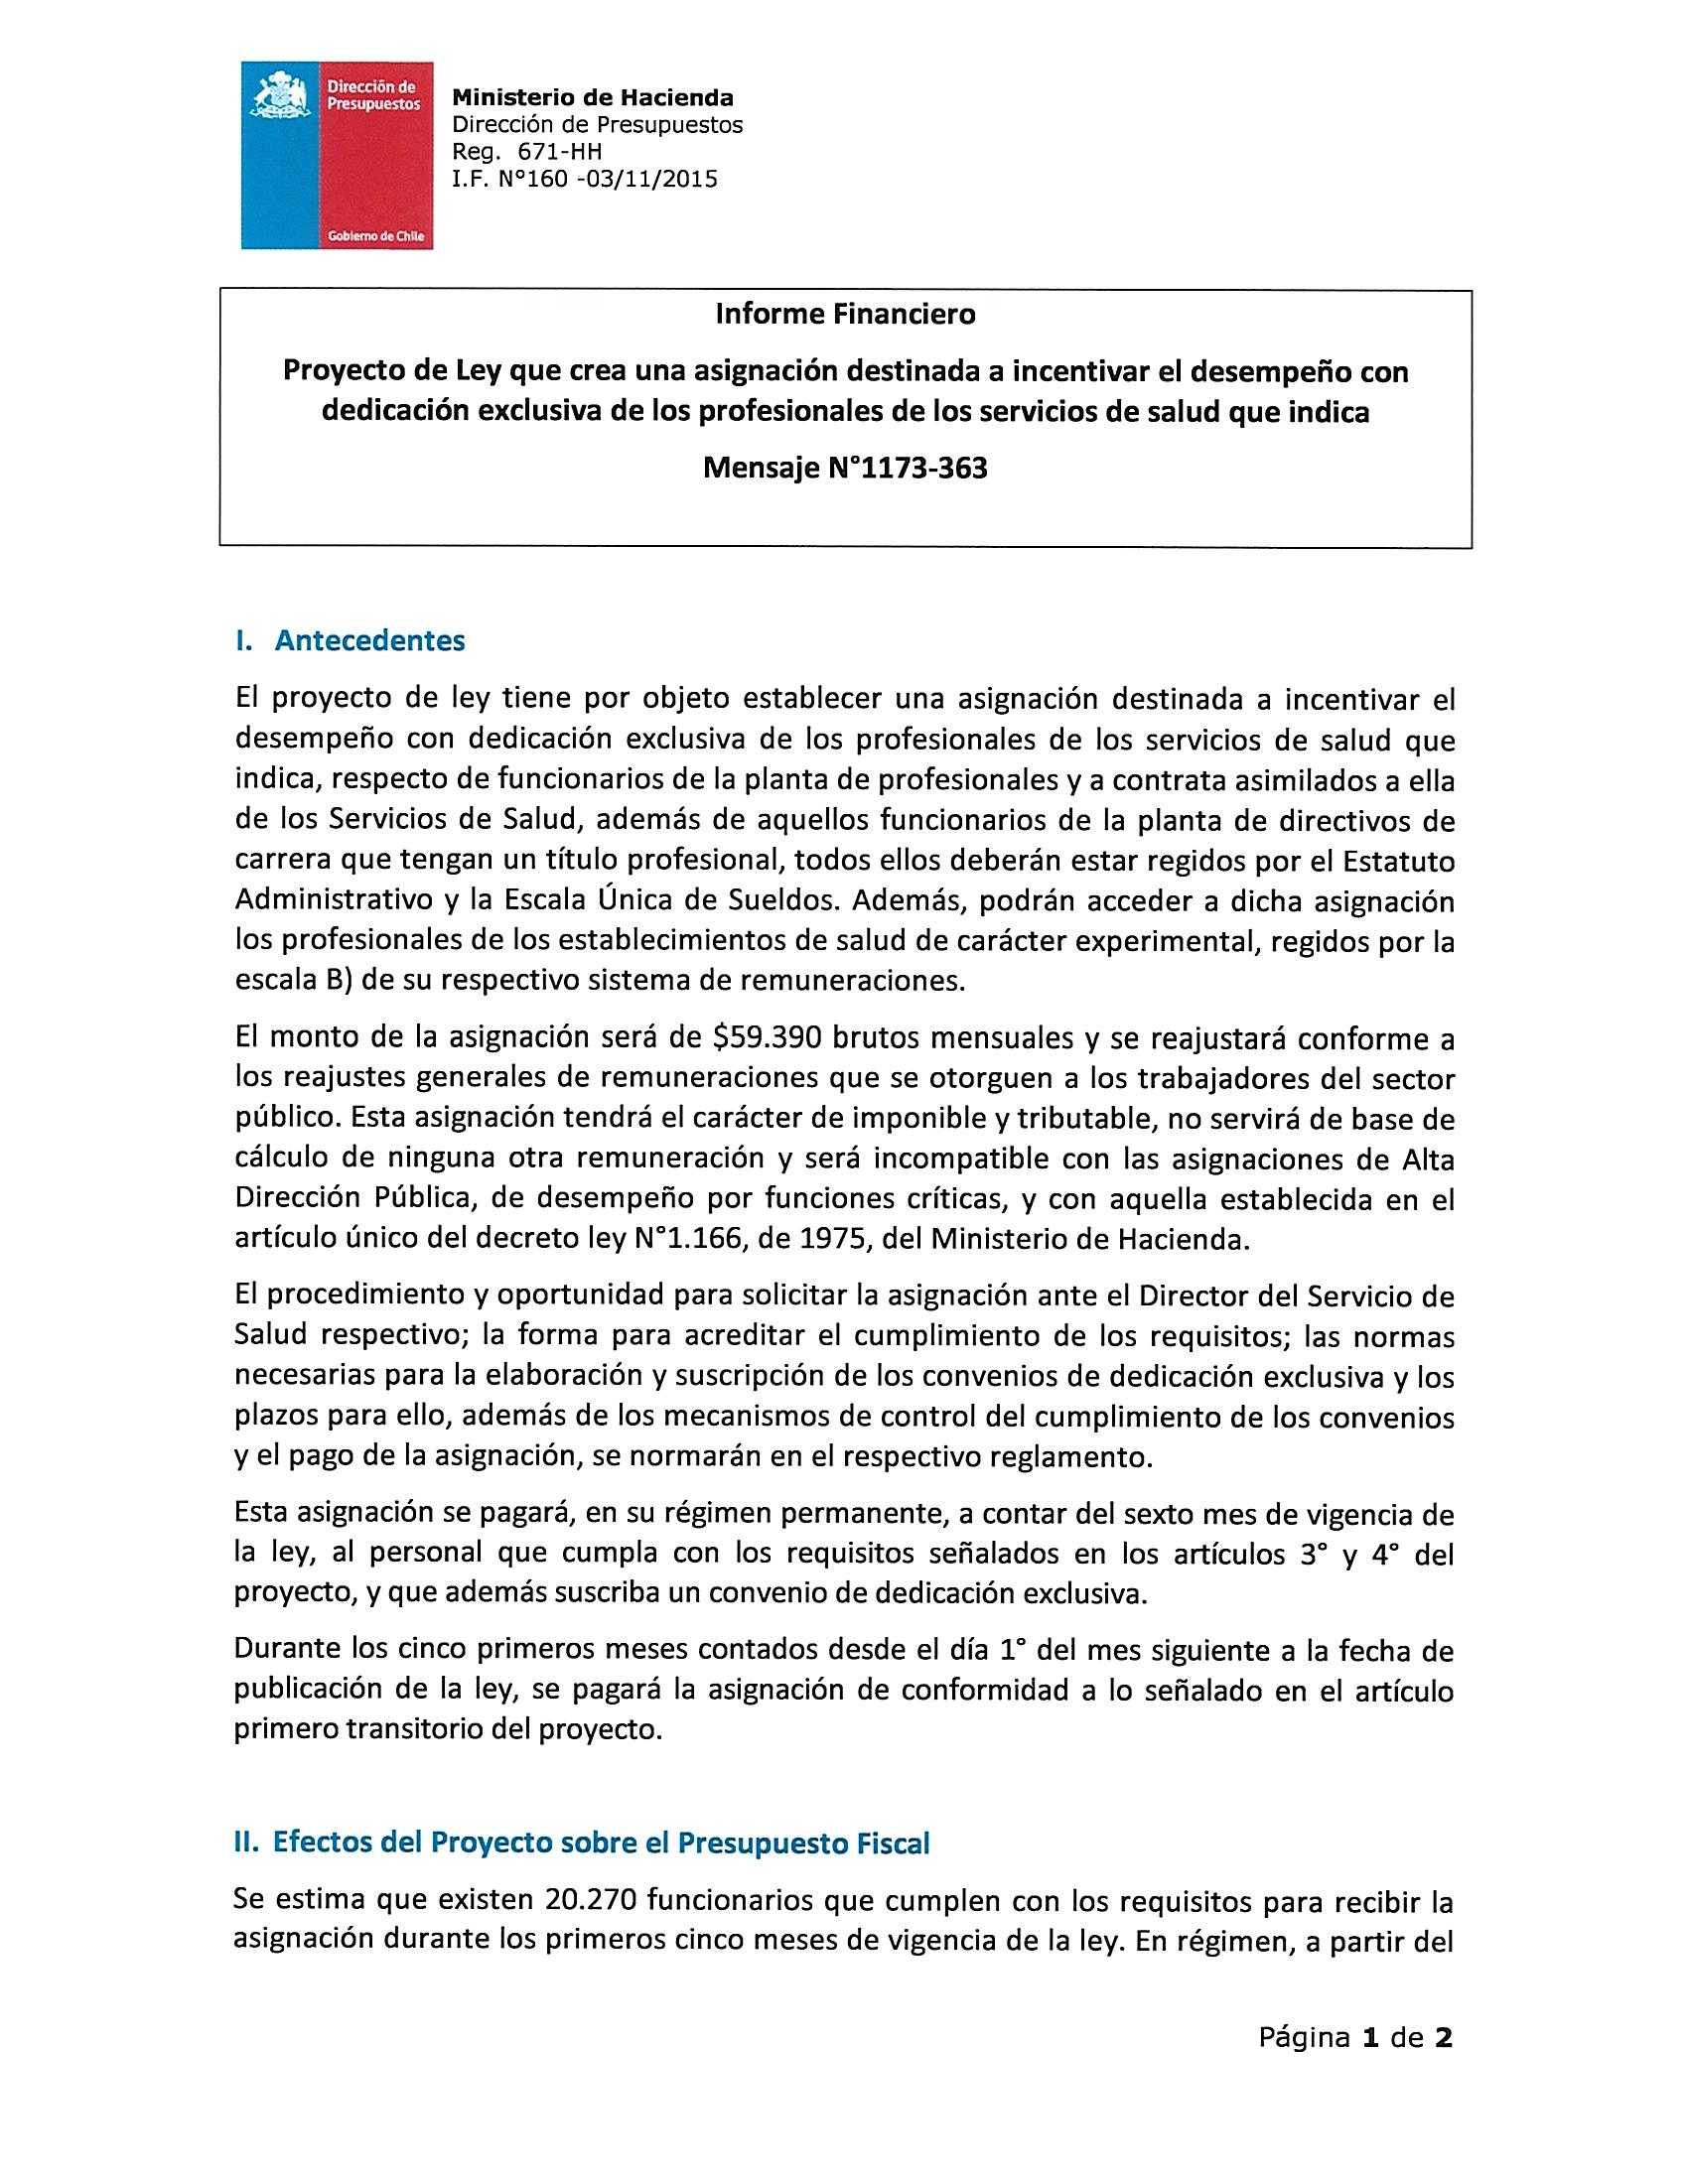 Dirección de
Presupuestos
Gobierno de Chile
Ministerio de Hacienda
Dirección de Presupuestos
Reg. 671-HH
I.F. N°160 -03/11/2015
Informe Financiero
Proyecto de Ley que crea una asignación destinada a incentivar el desempeño con
dedicación exclusiva de los profesionales de los servicios de salud que indica
Mensaje N°1173-363
I. Antecedentes
El proyecto de ley tiene por objeto establecer una asignación destinada a incentivar el
desempeño con dedicación exclusiva de los profesionales de los servicios de salud que
indica, respecto de funcionarios de la planta de profesionales y a contrata asimilados a ella
de los Servicios de Salud, además de aquellos funcionarios de la planta de directivos de
carrera que tengan un título profesional, todos ellos deberán estar regidos por el Estatuto
Administrativo y la Escala Única de Sueldos. Además, podrán acceder a dicha asignación
los profesionales de los establecimientos de salud de carácter experimental, regidos por la
escala B) de su respectivo sistema de remuneraciones.
El monto de la asignación será de $59.390 brutos mensuales y se reajustará conforme a
los reajustes generales de remuneraciones que se otorguen a los trabajadores del sector
público. Esta asignación tendrá el carácter de imponible y tributable, no servirá de base de
cálculo de ninguna otra remuneración y será incompatible con las asignaciones de Alta
Dirección Pública, de desempeño por funciones críticas, y con aquella establecida en el
artículo único del decreto ley N°1.166, de 1975, del Ministerio de Hacienda.
El procedimiento y oportunidad para solicitar la asignación ante el Director del Servicio de
Salud respectivo; la forma para acreditar el cumplimiento de los requisitos; las normas
necesarias para la elaboración y suscripción de los convenios de dedicación exclusiva y los
plazos para ello, además de los mecanismos de control del cumplimiento de los convenios
y el pago de la asignación, se normarán en el respectivo reglamento.
Esta asignación se pagará, en su régimen permanente, a contar del sexto mes de vigencia de
la ley, al personal que cumpla con los requisitos señalados en los artículos 3° y 4° del
proyecto, y que además suscriba un convenio de dedicación exclusiva.
Durante los cinco primeros meses contados desde el día 1° del mes siguiente a la fecha de
publicación de la ley, se pagará la asignación de conformidad a lo señalado en el artículo
primero transitorio del proyecto.
II. Efectos del Proyecto sobre el Presupuesto Fiscal
Se estima que existen 20.270 funcionarios que cumplen con los requisitos para recibir la
asignación durante los primeros cinco meses de vigencia de la ley. En régimen, a partir del
Página 1 de 2